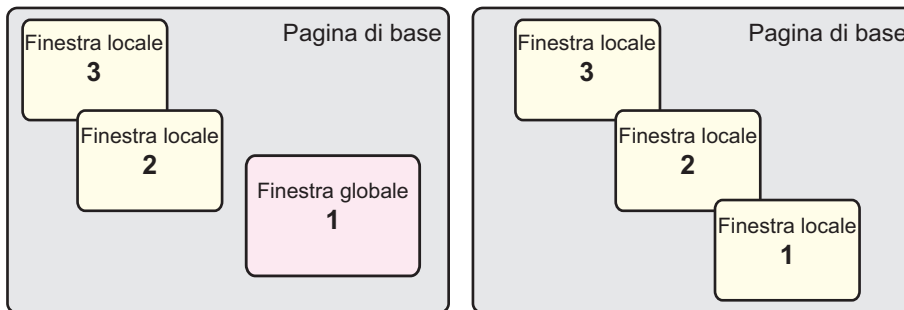 Pagina di base
Finestra locale
3
Finestra locale
2
Finestra globale
1
Pagina di base
Finestra locale
3
Finestra locale
2
Finestra locale
1